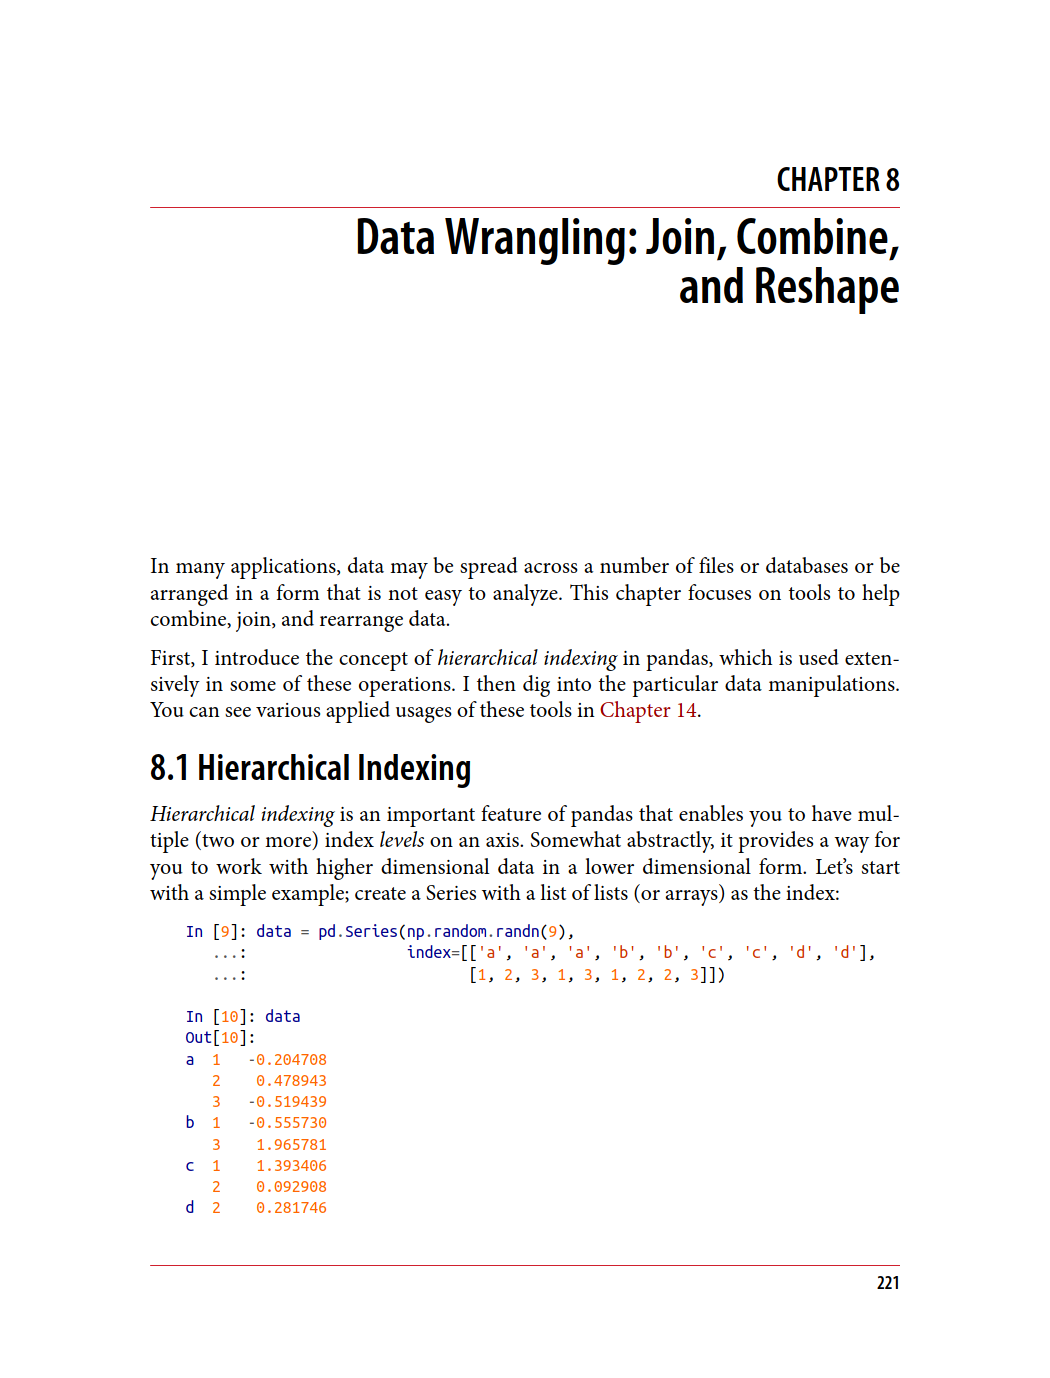 CHAPTER 8
Data Wrangling: Join, Combine,
and Reshape
In many applications, data may be spread across a number of files or databases or be
arranged in a form that is not easy to analyze. This chapter focuses on tools to help
combine, join, and rearrange data.
First, I introduce the concept of hierarchical indexing in pandas, which is used exten-
sively in some of these operations. I then dig into the particular data manipulations.
You can see various applied usages of these tools in Chapter 14.
8.1 Hierarchical Indexing
Hierarchical indexing is an important feature of pandas that enables you to have mul-
tiple (two or more) index levels on an axis. Somewhat abstractly, it provides a way for
you to work with higher dimensional data in a lower dimensional form. Let’s start
with a simple example; create a Series with a list of lists (or arrays) as the index:
In [9]: data = pd.Series(np.random.randn(9),
   ...:                  index=[['a', 'a', 'a', 'b', 'b', 'c', 'c', 'd', 'd'],
   ...:                         [1, 2, 3, 1, 3, 1, 2, 2, 3]])
In [10]: data
Out[10]:
a  1   -0.204708
   2    0.478943
   3   -0.519439
b  1   -0.555730
   3    1.965781
c  1    1.393406
   2    0.092908
d  2    0.281746
221